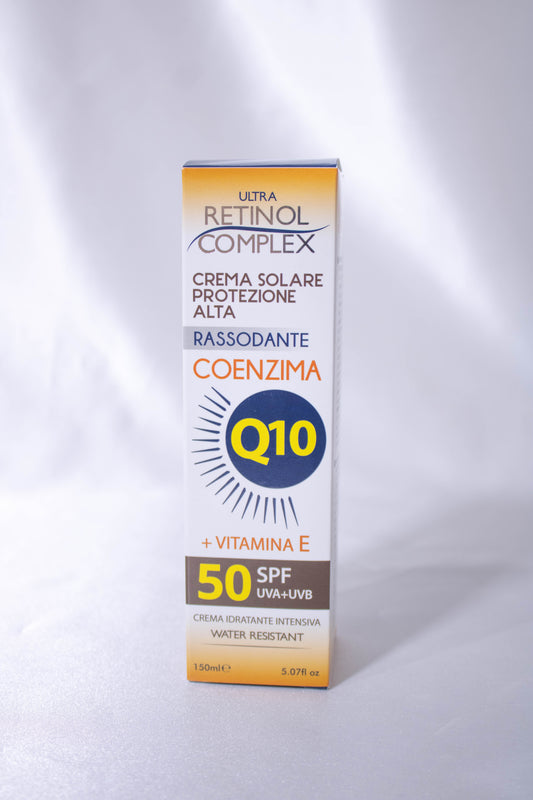 ULTRA
RETINOL
COMPLEX
CREMA SOLARE
PROTEZIONE
ALTA
RASSODANTE
COENZIMA
Q10
+ VITAMINA E
50 SPF
UVA+UVB
CREMA IDRATANTE INTENSIVA
WATER RESISTANT
150ml℮ 5.07fl oz